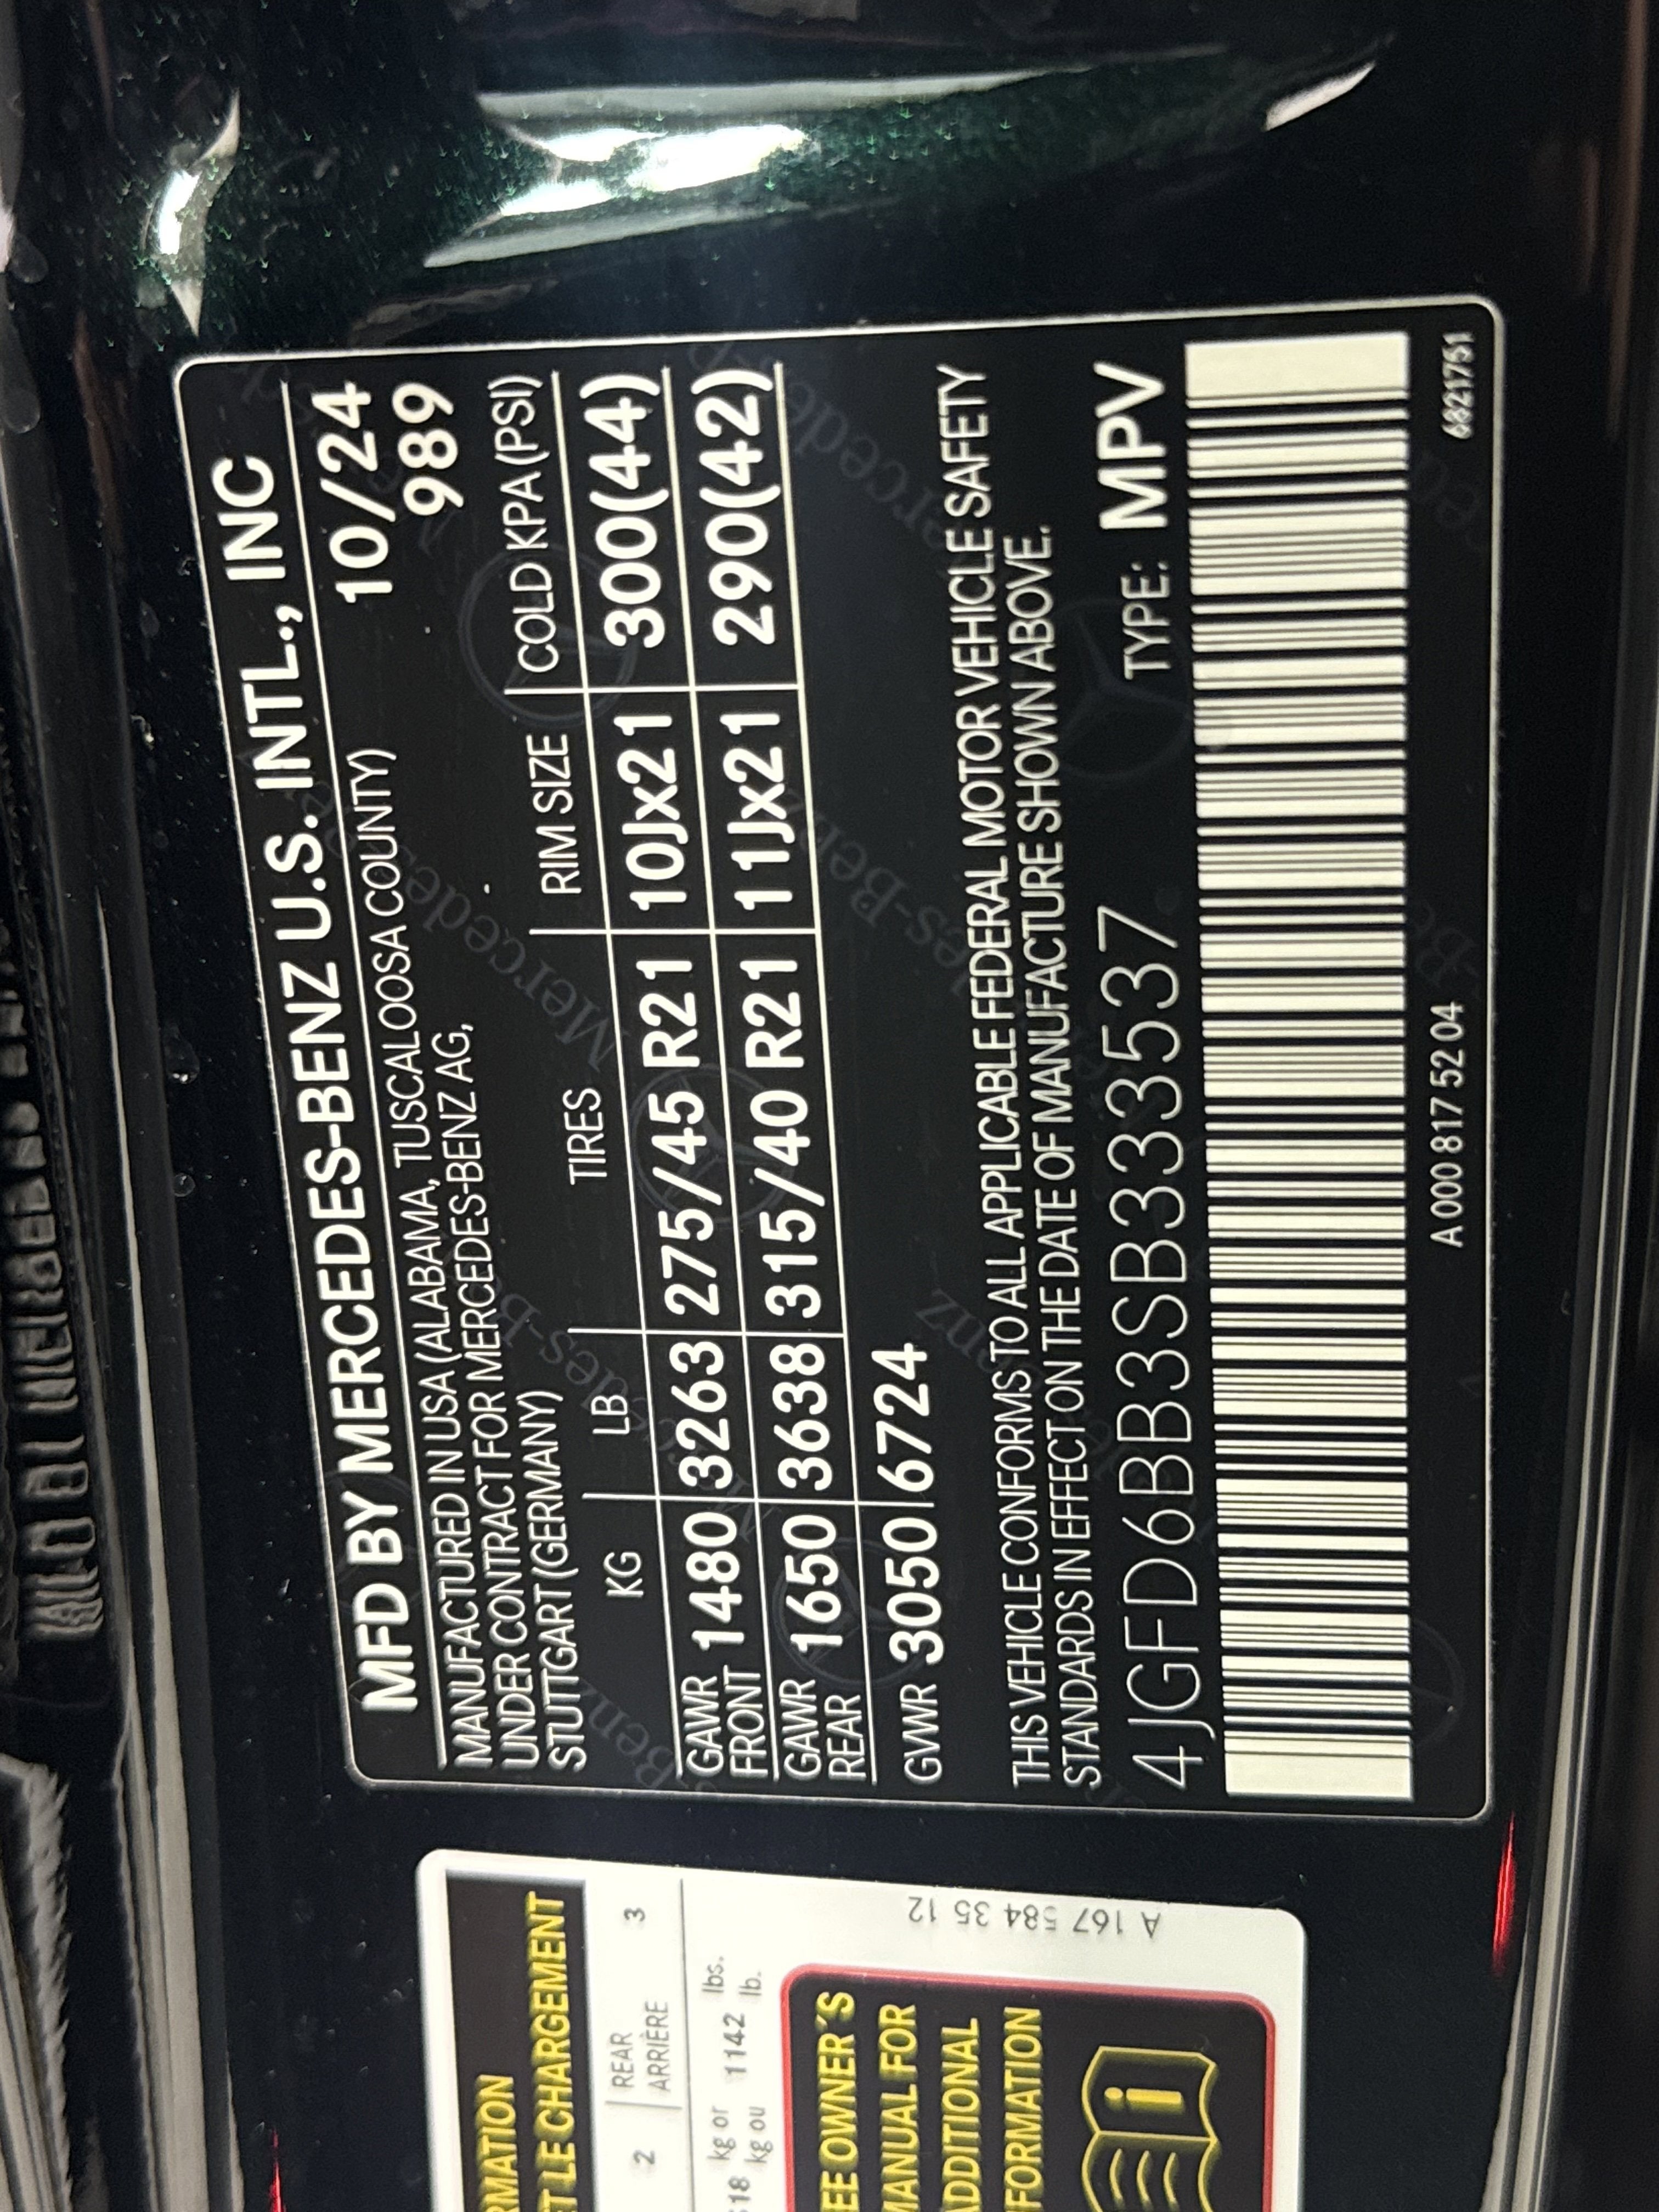 MFD BY MERCEDES-BENZ U.S. INTL., INC
MANUFACTURED IN USA (ALABAMA, TUSCALOOSA COUNTY) 10/24
UNDER CONTRACT FOR MERCEDES-BENZ AG, 989
STUTTGART (GERMANY)
KG LB TIRES RIM SIZE COLD KPA (PSI)
GAWR FRONT 1480 3263 275/45 R21 10Jx21 300(44)
GAWR REAR 1650 3638 315/40 R21 11Jx21 290(42)
GVWR 3050 6724
THIS VEHICLE CONFORMS TO ALL APPLICABLE FEDERAL MOTOR VEHICLE SAFETY
STANDARDS IN EFFECT ON THE DATE OF MANUFACTURE SHOWN ABOVE.
4JGFD6BB3SB333537 TYPE: MPV
A 000 817 52 04 6821751
LE CHARGEMENT
2 REAR 3
ARRIÈRE
kg or 1142 lbs.
kg ou lb.
OWNER´S
MANUAL FOR
ADDITIONAL
A 167 584 35 12